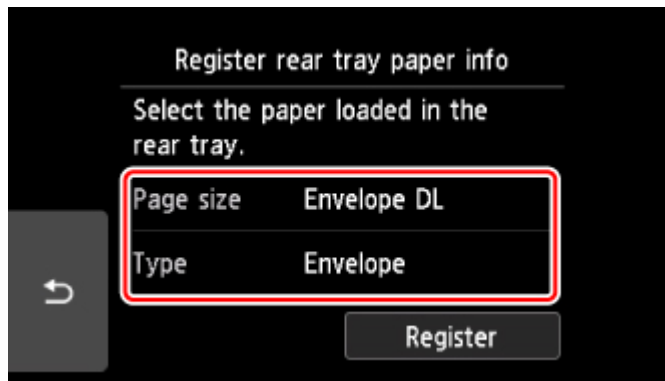 Register rear tray paper info
Select the paper loaded in the
rear tray.
Page size Envelope DL
Type Envelope
Register